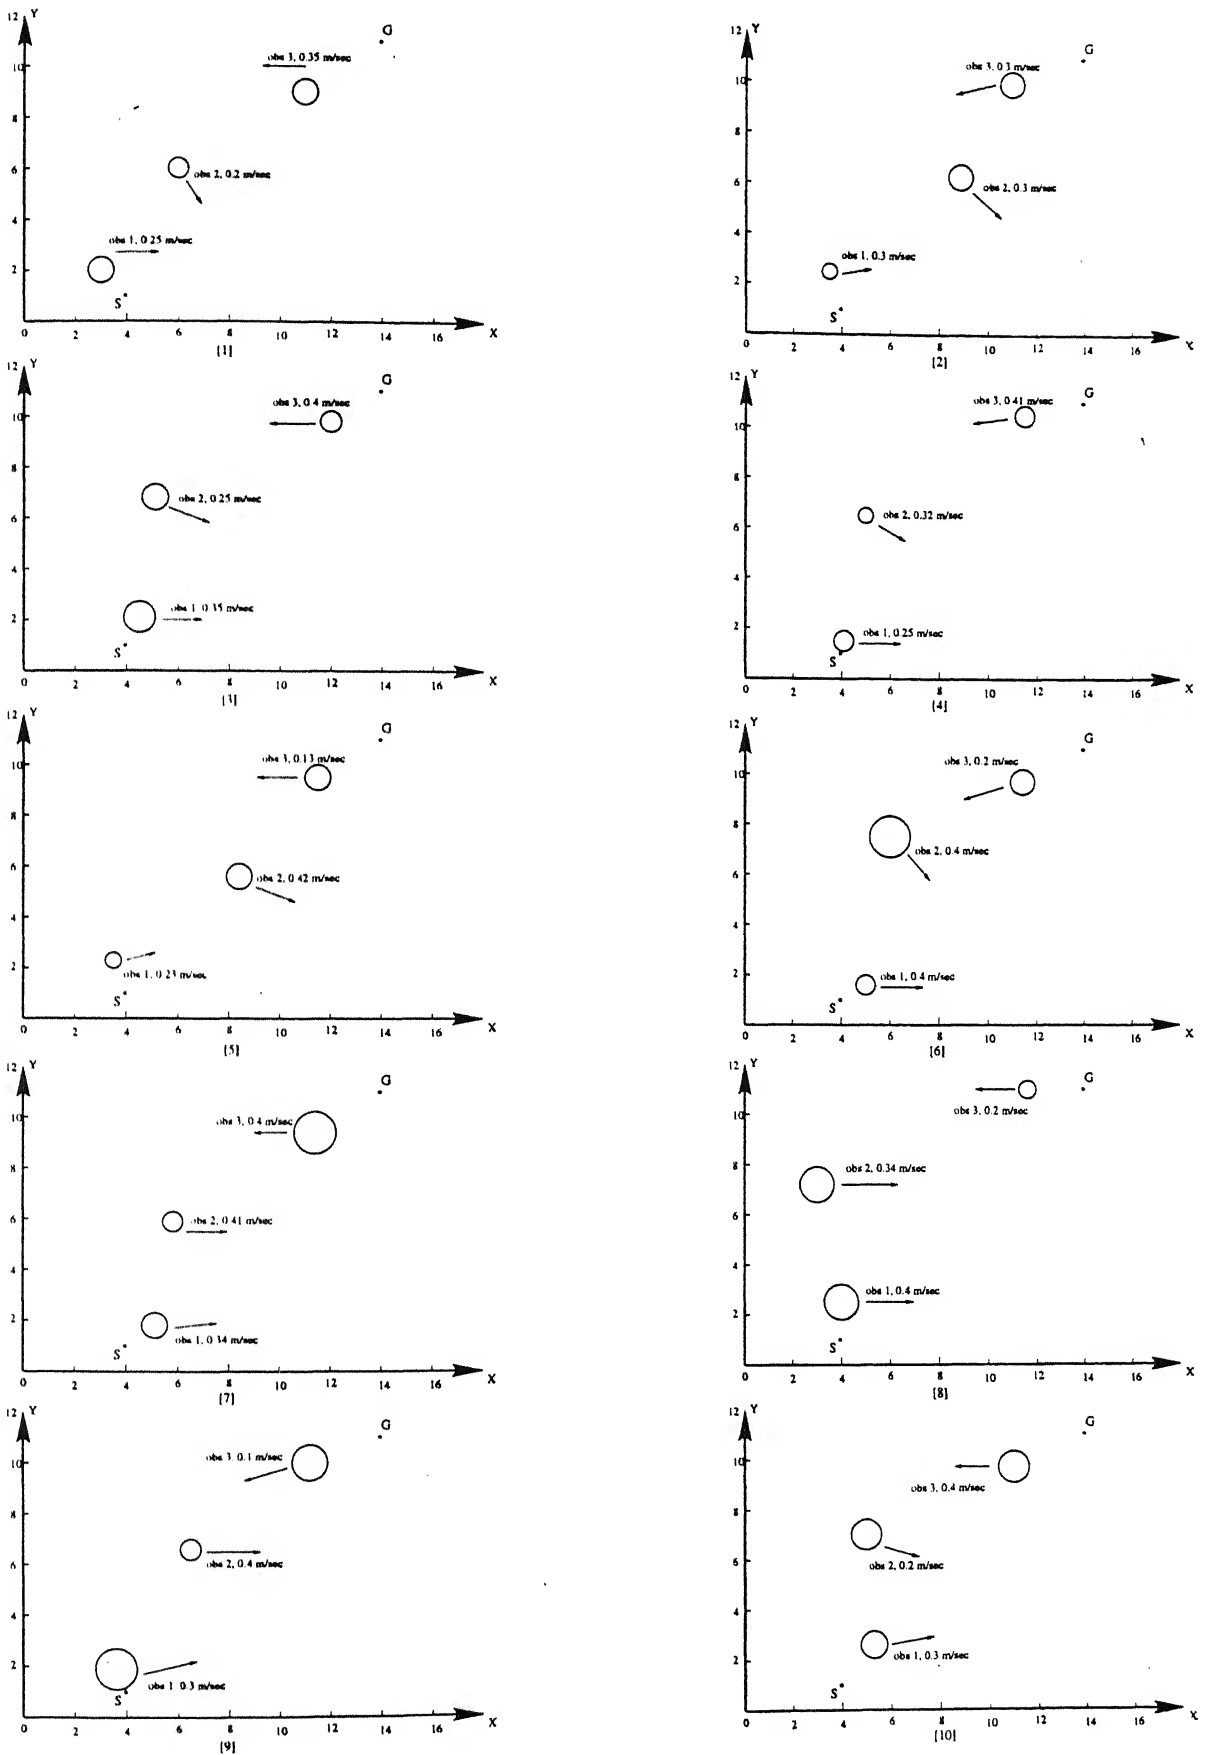 12 Y
G
obs 3, 0.35 m/sec
10
8
6
obs 2, 0.2 m/sec
4
obs 1, 0.25 m/sec
2
S
0 2 4 6 8 10 12 14 16 X
[1]
12 Y
G
obs 3, 0.3 m/sec
10
8
6
obs 2, 0.3 m/sec
4
obs 1, 0.3 m/sec
2
S
0 2 4 6 8 10 12 14 16 X
[2]
12 Y
G
obs 3, 0.4 m/sec
10
8
obs 2, 0.25 m/sec
6
4
obs 1, 0.35 m/sec
2
S
0 2 4 6 8 10 12 14 16 X
[3]
12 Y
G
obs 3, 0.41 m/sec
10
8
obs 2, 0.32 m/sec
6
4
obs 1, 0.25 m/sec
2
S
0 2 4 6 8 10 12 14 16 X
[4]
12 Y
G
obs 3, 0.13 m/sec
10
8
6
obs 2, 0.42 m/sec
4
2
obs 1, 0.23 m/sec
S
0 2 4 6 8 10 12 14 16 X
[5]
12 Y
G
obs 3, 0.2 m/sec
10
8
obs 2, 0.4 m/sec
6
4
2
obs 1, 0.4 m/sec
S
0 2 4 6 8 10 12 14 16 X
[6]
12 Y
G
obs 3, 0.4 m/sec
10
8
6
obs 2, 0.41 m/sec
4
2
obs 1, 0.34 m/sec
S
0 2 4 6 8 10 12 14 16 X
[7]
12 Y
G
obs 3, 0.2 m/sec
10
8
obs 2, 0.34 m/sec
6
4
obs 1, 0.4 m/sec
2
S
0 2 4 6 8 10 12 14 16 X
[8]
12 Y
G
obs 3, 0.1 m/sec
10
8
6
obs 2, 0.4 m/sec
4
2
obs 1 0.3 m/sec
S
0 2 4 6 8 10 12 14 16 X
[9]
12 Y
G
10
obs 3, 0.4 m/sec
8
6
obs 2, 0.2 m/sec
4
2
obs 1, 0.3 m/sec
S
0 2 4 6 8 10 12 14 16 X
[10]